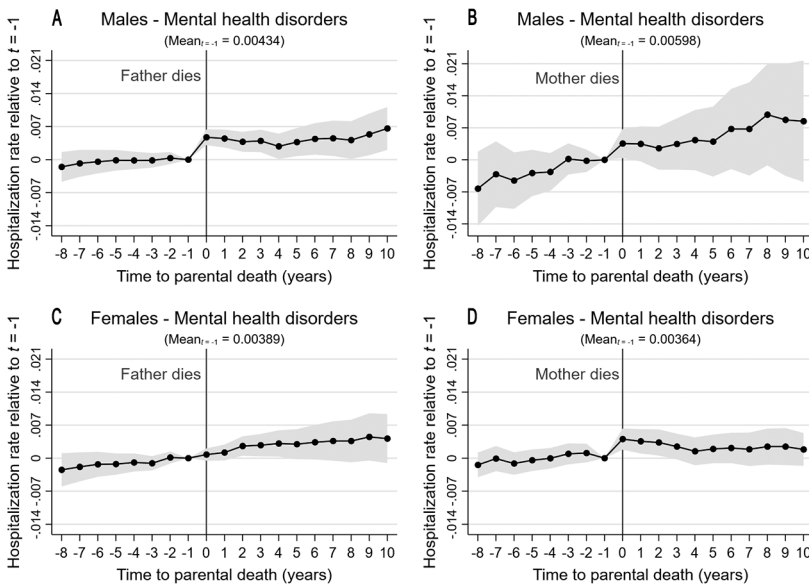 A Males - Mental health disorders
(Mean t = -1 = 0.00434)
Hospitalization rate relative to t = -1
.021
.014
.007
0
-.007
-.014
Father dies
-8 -7 -6 -5 -4 -3 -2 -1 0 1 2 3 4 5 6 7 8 9 10
Time to parental death (years)
B Males - Mental health disorders
(Mean t = -1 = 0.00598)
Hospitalization rate relative to t = -1
.021
.014
.007
0
-.007
-.014
Mother dies
-8 -7 -6 -5 -4 -3 -2 -1 0 1 2 3 4 5 6 7 8 9 10
Time to parental death (years)
C Females - Mental health disorders
(Mean t = -1 = 0.00389)
Hospitalization rate relative to t = -1
.021
.014
.007
0
-.007
-.014
Father dies
-8 -7 -6 -5 -4 -3 -2 -1 0 1 2 3 4 5 6 7 8 9 10
Time to parental death (years)
D Females - Mental health disorders
(Mean t = -1 = 0.00364)
Hospitalization rate relative to t = -1
.021
.014
.007
0
-.007
-.014
Mother dies
-8 -7 -6 -5 -4 -3 -2 -1 0 1 2 3 4 5 6 7 8 9 10
Time to parental death (years)